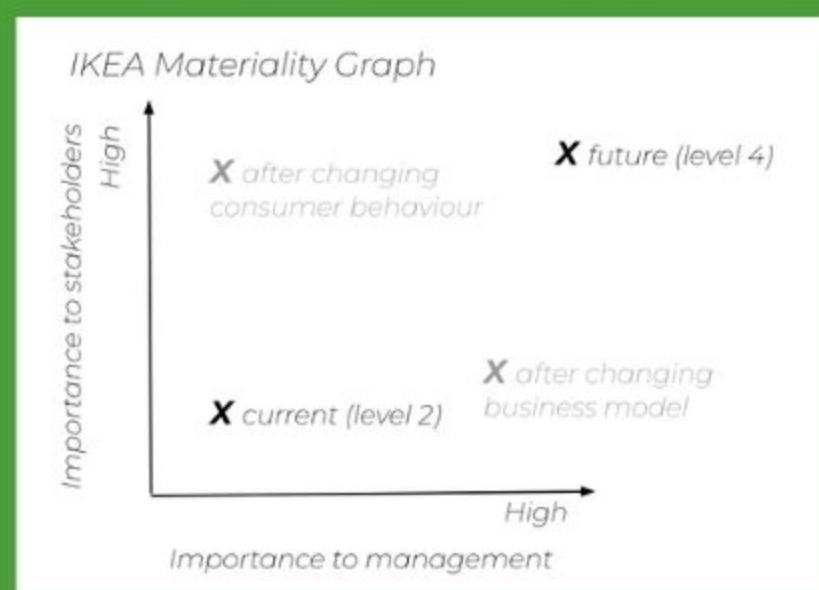 IKEA Materiality Graph
Importance to stakeholders
High
X after changing
consumer behaviour
X future (level 4)
X after changing
business model
X current (level 2)
High
Importance to management